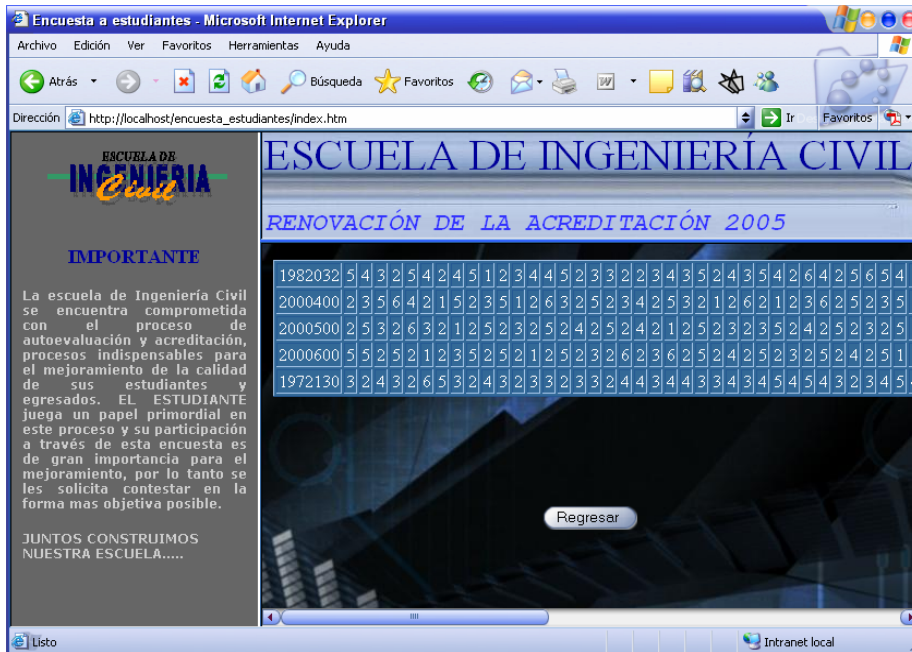 Encuesta a estudiantes - Microsoft Internet Explorer
Archivo Edición Ver Favoritos Herramientas Ayuda
Atrás Búsqueda Favoritos
Dirección http://localhost/encuesta_estudiantes/index.htm Ir Favoritos
ESCUELA DE
INGENIERIA
Civil
IMPORTANTE
La escuela de Ingeniería Civil
se encuentra comprometida
con el proceso de
autoevaluación y acreditación,
procesos indispensables para
el mejoramiento de la calidad
de sus estudiantes y
egresados. EL ESTUDIANTE
juega un papel primordial en
este proceso y su participación
a través de esta encuesta es
de gran importancia para el
mejoramiento, por lo tanto se
les solicita contestar en la
forma mas objetiva posible.
JUNTOS CONSTRUIMOS
NUESTRA ESCUELA.....
ESCUELA DE INGENIERÍA CIVIL
RENOVACIÓN DE LA ACREDITACIÓN 2005
1982032 5 4 3 2 5 4 2 4 5 1 2 3 4 4 5 2 3 3 2 2 3 4 3 5 2 4 3 5 4 2 6 4 2 5 6 5 4
2000400 2 3 5 6 4 2 1 5 2 3 5 1 2 6 3 2 5 2 3 4 2 5 3 2 1 2 6 2 1 2 3 6 2 5 2 3 5
2000500 2 5 3 2 6 3 2 1 2 5 2 3 2 5 2 4 2 5 2 4 2 1 2 5 2 3 2 3 5 2 4 2 5 2 3 2 5
2000600 5 5 2 5 2 1 2 3 5 2 5 2 1 2 5 2 3 2 6 2 3 6 2 5 2 4 2 5 2 3 2 5 2 4 2 5 1
1972130 3 2 4 3 2 6 5 3 2 4 3 2 3 3 2 3 3 2 4 4 3 4 4 3 3 4 3 4 5 4 5 4 3 2 3 4 5
Regresar
Listo Intranet local